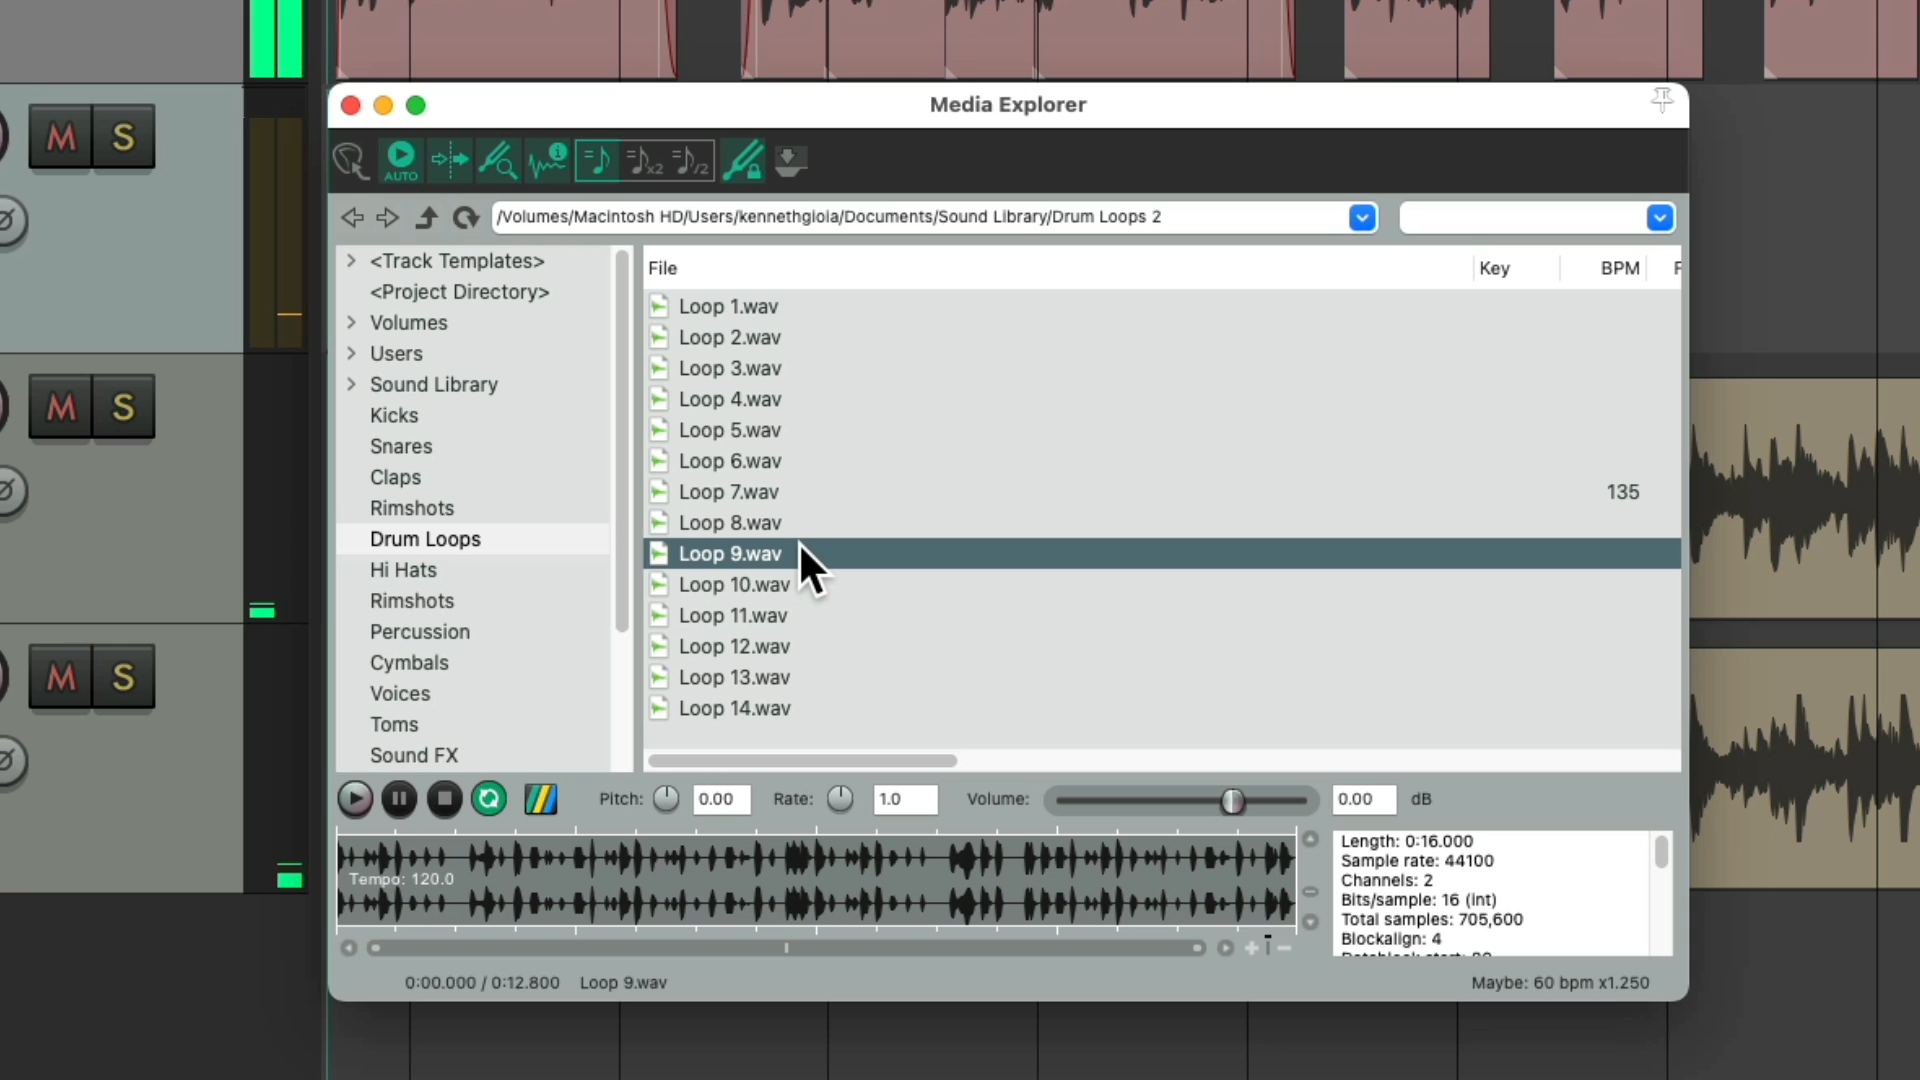 Media Explorer
M S
AUTO
x2
/2
/Volumes/Macintosh HD/Users/kennethgioia/Documents/Sound Library/Drum Loops 2
<Track Templates>
<Project Directory>
Volumes
Users
Sound Library
Kicks
Snares
Claps
Rimshots
Drum Loops
Hi Hats
Rimshots
Percussion
Cymbals
Voices
Toms
Sound FX
File Key BPM F
Loop 1.wav
Loop 2.wav
Loop 3.wav
Loop 4.wav
Loop 5.wav
Loop 6.wav
Loop 7.wav 135
Loop 8.wav
Loop 9.wav
Loop 10.wav
Loop 11.wav
Loop 12.wav
Loop 13.wav
Loop 14.wav
M S
M S
Pitch: 0.00 Rate: 1.0 Volume: 0.00 dB
Tempo: 120.0
Length: 0:16.000
Sample rate: 44100
Channels: 2
Bits/sample: 16 (int)
Total samples: 705,600
Blockalign: 4
0:00.000 / 0:12.800 Loop 9.wav
Maybe: 60 bpm x1.250